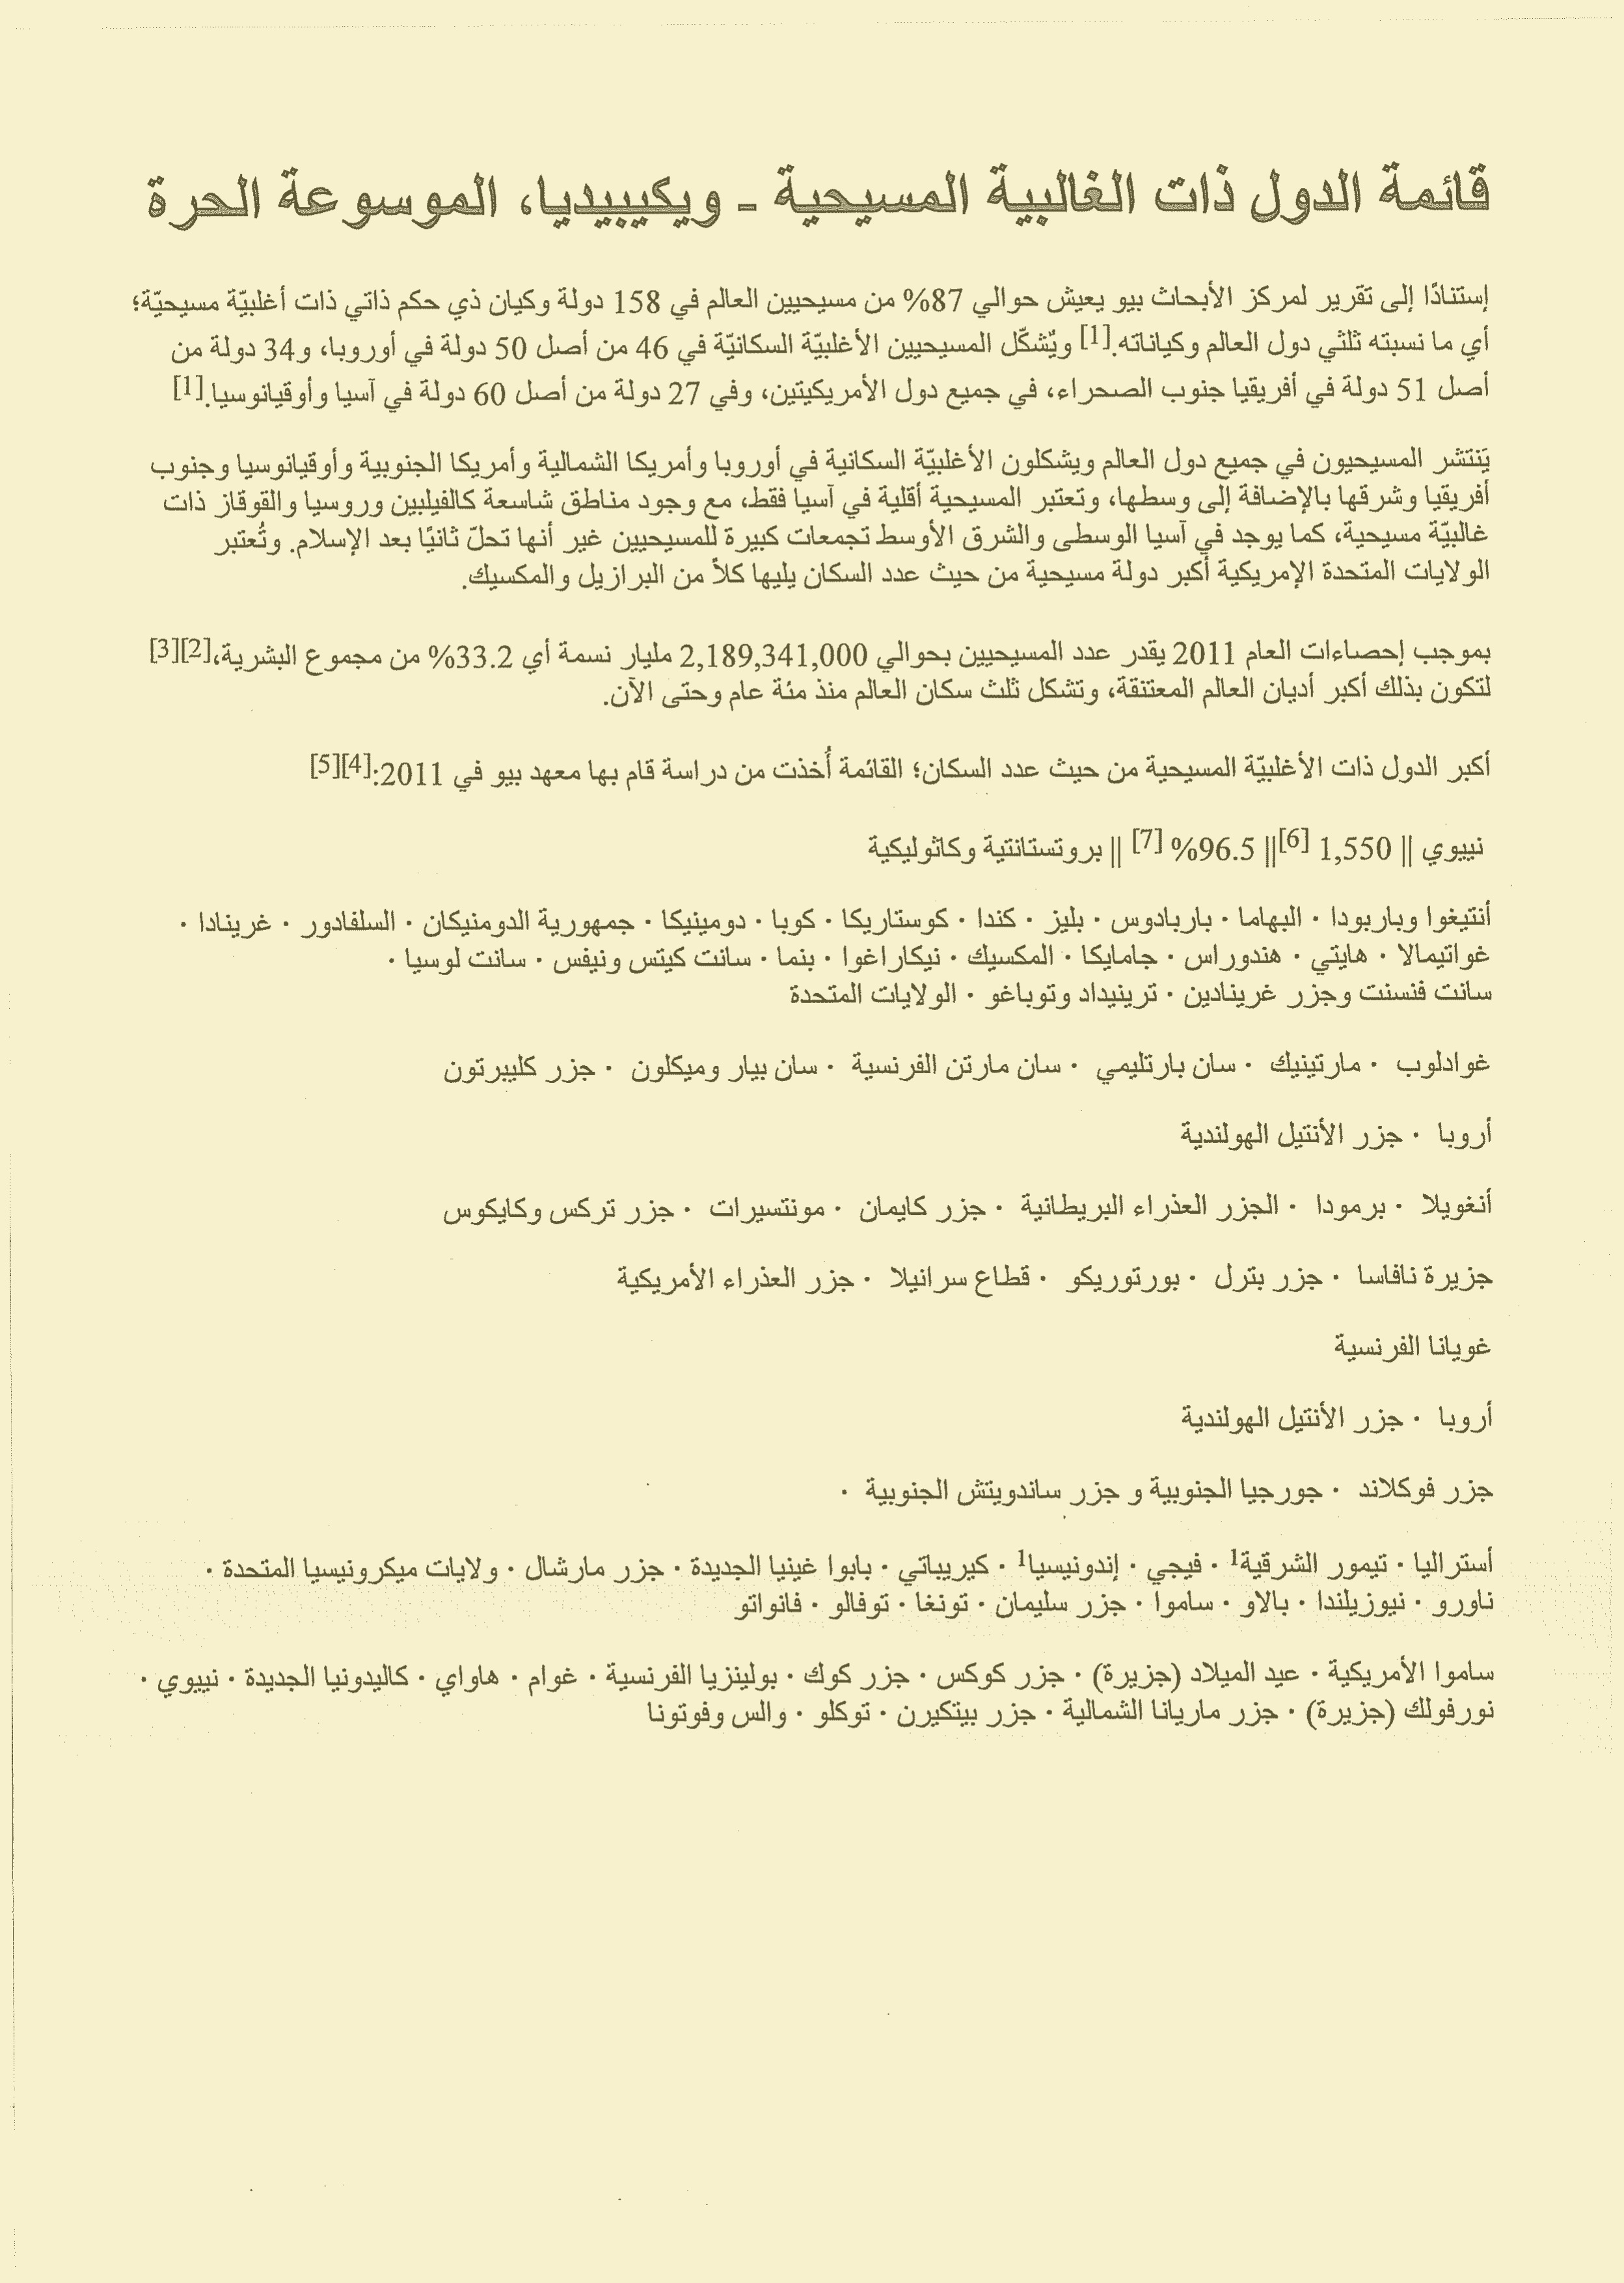 قائمة الدول ذات الغالبية المسيحية - ويكيبيديا، الموسوعة الحرة
إستنادًا إلى تقرير لمركز الأبحاث بيو يعيش حوالي 87% من مسيحيين العالم في 158 دولة وكيان ذي حكم ذاتي ذات أغلبيّة مسيحيّة؛
أي ما نسبته ثلثي دول العالم وكياناته.[1] ويٌشكّل المسيحيين الأغلبيّة السكانيّة في 46 من أصل 50 دولة في أوروبا، و34 دولة من
أصل 51 دولة في أفريقيا جنوب الصحراء، في جميع دول الأمريكيتين، وفي 27 دولة من أصل 60 دولة في آسيا وأوقيانوسيا.[1]
يَنتشر المسيحيون في جميع دول العالم ويشكلون الأغلبيّة السكانية في أوروبا وأمريكا الشمالية وأمريكا الجنوبية وأوقيانوسيا وجنوب
أفريقيا وشرقها بالإضافة إلى وسطها، وتعتبر المسيحية أقلية في آسيا فقط، مع وجود مناطق شاسعة كالفيلبين وروسيا والقوقاز ذات
غالبيّة مسيحية، كما يوجد في آسيا الوسطى والشرق الأوسط تجمعات كبيرة للمسيحيين غير أنها تحلّ ثانيًا بعد الإسلام. وتُعتبر
الولايات المتحدة الإمريكية أكبر دولة مسيحية من حيث عدد السكان يليها كلاً من البرازيل والمكسيك.
بموجب إحصاءات العام 2011 يقدر عدد المسيحيين بحوالي 2,189,341,000 مليار نسمة أي 33.2% من مجموع البشرية،[2][3]
لتكون بذلك أكبر أديان العالم المعتنقة، وتشكل ثلث سكان العالم منذ مئة عام وحتى الآن.
أكبر الدول ذات الأغلبيّة المسيحية من حيث عدد السكان؛ القائمة أُخذت من دراسة قام بها معهد بيو في 2011:[4][5]
نييوي || 1,550 [6]|| 96.5% [7] || بروتستانتية وكاثوليكية
أنتيغوا وباربودا · البهاما · باربادوس · بليز · كندا · كوستاريكا · كوبا · دومينيكا · جمهورية الدومنيكان · السلفادور · غرينادا ·
غواتيمالا · هايتي · هندوراس · جامايكا · المكسيك · نيكاراغوا · بنما · سانت كيتس ونيفس · سانت لوسيا ·
سانت فنسنت وجزر غرينادين · ترينيداد وتوباغو · الولايات المتحدة
غوادلوب · مارتينيك · سان بارتليمي · سان مارتن الفرنسية · سان بيار وميكلون · جزر كليبرتون
أروبا · جزر الأنتيل الهولندية
أنغويلا · برمودا · الجزر العذراء البريطانية · جزر كايمان · مونتسيرات · جزر تركس وكايكوس
جزيرة نافاسا · جزر بترل · بورتوريكو · قطاع سرانيلا · جزر العذراء الأمريكية
غويانا الفرنسية
أروبا · جزر الأنتيل الهولندية
جزر فوكلاند · جورجيا الجنوبية و جزر ساندويتش الجنوبية ·
أستراليا · تيمور الشرقية¹ · فيجي · إندونيسيا¹ · كيريباتي · بابوا غينيا الجديدة · جزر مارشال · ولايات ميكرونيسيا المتحدة ·
ناورو · نيوزيلندا · بالاو · ساموا · جزر سليمان · تونغا · توفالو · فانواتو
ساموا الأمريكية · عيد الميلاد (جزيرة) · جزر كوكس · جزر كوك · بولينزيا الفرنسية · غوام · هاواي · كاليدونيا الجديدة · نييوي ·
نورفولك (جزيرة) · جزر ماريانا الشمالية · جزر بيتكيرن · توكلو · والس وفوتونا